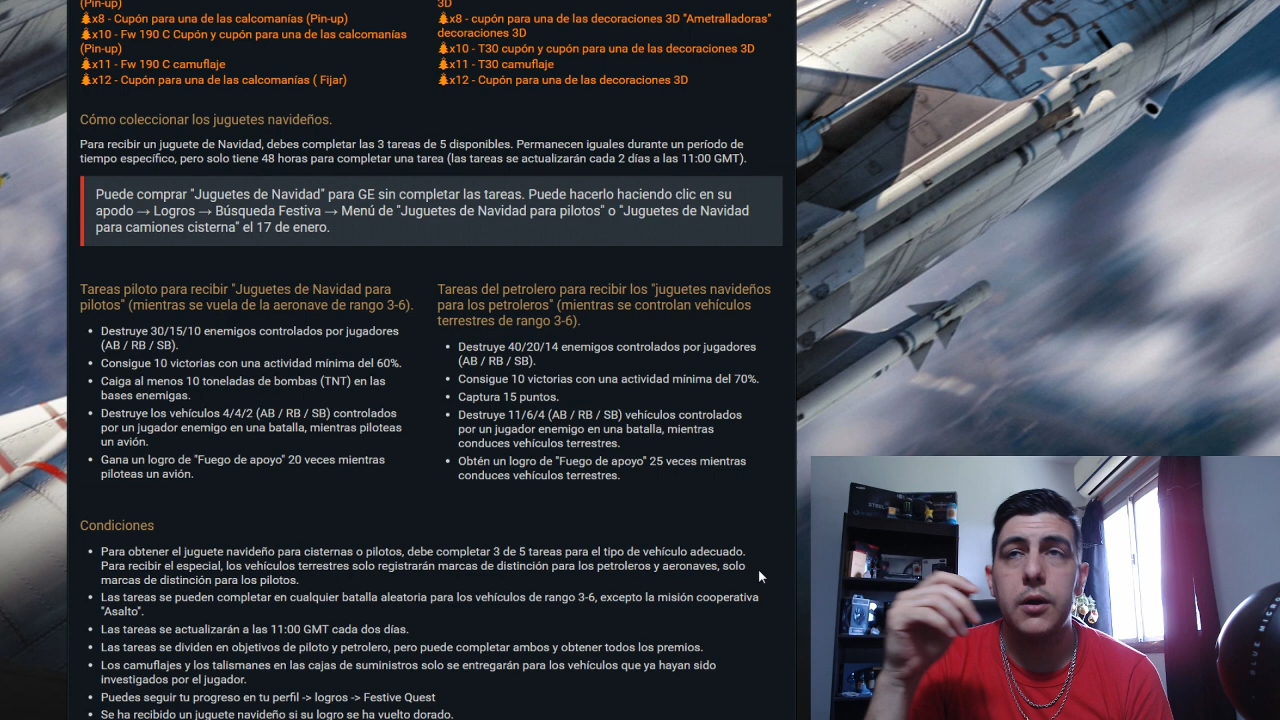 (Pin-up)
🎄x8 - Cupón para una de las calcomanías (Pin-up)
🎄x10 - Fw 190 C Cupón y cupón para una de las calcomanías
(Pin-up)
🎄x11 - Fw 190 C camuflaje
🎄x12 - Cupón para una de las calcomanías ( Fijar)
3D
🎄x8 - cupón para una de las decoraciones 3D "Ametralladoras"
decoraciones 3D
🎄x10 - T30 cupón y cupón para una de las decoraciones 3D
🎄x11 - T30 camuflaje
🎄x12 - Cupón para una de las decoraciones 3D
Cómo coleccionar los juguetes navideños.
Para recibir un juguete de Navidad, debes completar las 3 tareas de 5 disponibles. Permanecen iguales durante un período de
tiempo específico, pero solo tiene 48 horas para completar una tarea (las tareas se actualizarán cada 2 días a las 11:00 GMT).
Puede comprar "Juguetes de Navidad" para GE sin completar las tareas. Puede hacerlo haciendo clic en su
apodo → Logros → Búsqueda Festiva → Menú de "Juguetes de Navidad para pilotos" o "Juguetes de Navidad
para camiones cisterna" el 17 de enero.
Tareas piloto para recibir "Juguetes de Navidad para
pilotos" (mientras se vuela de la aeronave de rango 3-6).
• Destruye 30/15/10 enemigos controlados por jugadores
(AB / RB / SB).
• Consigue 10 victorias con una actividad mínima del 60%.
• Caiga al menos 10 toneladas de bombas (TNT) en las
bases enemigas.
• Destruye los vehículos 4/4/2 (AB / RB / SB) controlados
por un jugador enemigo en una batalla, mientras piloteas
un avión.
• Gana un logro de "Fuego de apoyo" 20 veces mientras
piloteas un avión.
Tareas del petrolero para recibir los "juguetes navideños
para los petroleros" (mientras se controlan vehículos
terrestres de rango 3-6).
• Destruye 40/20/14 enemigos controlados por jugadores
(AB / RB / SB).
• Consigue 10 victorias con una actividad mínima del 70%.
• Captura 15 puntos.
• Destruye 11/6/4 (AB / RB / SB) vehículos controlados
por un jugador enemigo en una batalla, mientras
conduces vehículos terrestres.
• Obtén un logro de "Fuego de apoyo" 25 veces mientras
conduces vehículos terrestres.
Condiciones
• Para obtener el juguete navideño para cisternas o pilotos, debe completar 3 de 5 tareas para el tipo de vehículo adecuado.
Para recibir el especial, los vehículos terrestres solo registrarán marcas de distinción para los petroleros y aeronaves, solo
marcas de distinción para los pilotos.
• Las tareas se pueden completar en cualquier batalla aleatoria para los vehículos de rango 3-6, excepto la misión cooperativa
"Asalto".
• Las tareas se actualizarán a las 11:00 GMT cada dos días.
• Las tareas se dividen en objetivos de piloto y petrolero, pero puede completar ambos y obtener todos los premios.
• Los camuflajes y los talismanes en las cajas de suministros solo se entregarán para los vehículos que ya hayan sido
investigados por el jugador.
• Puedes seguir tu progreso en tu perfil -> logros -> Festive Quest
• Se ha recibido un juguete navideño si su logro se ha vuelto dorado.